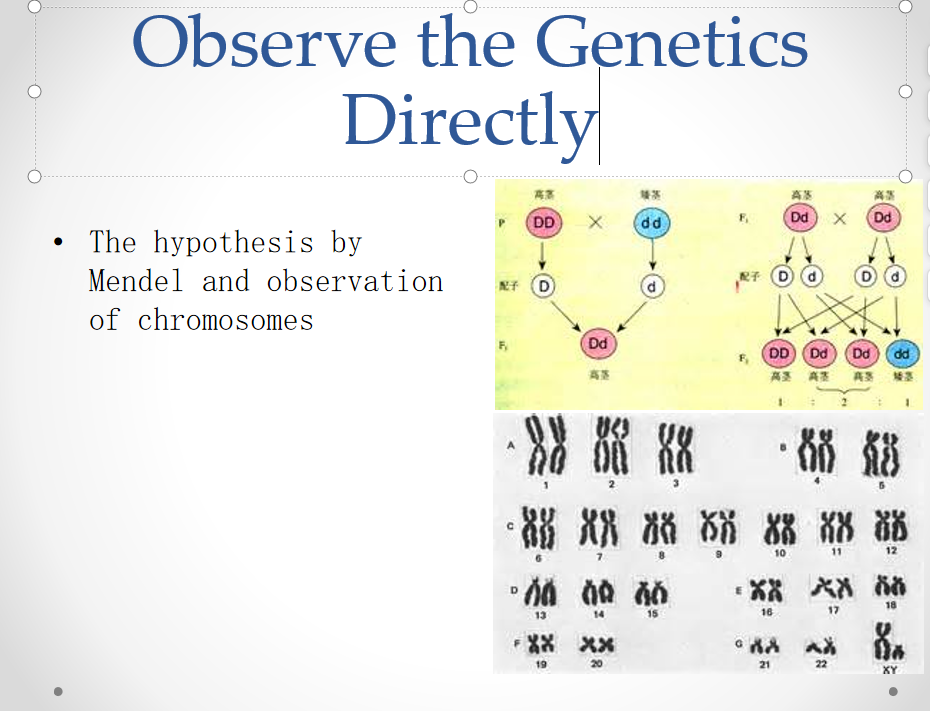 Observe the Genetics
Directly
• The hypothesis by
Mendel and observation
of chromosomes
高茎 矮茎
P DD × dd
配子 D d
F₁ Dd
高茎
高茎 高茎
F₁ Dd × Dd
配子 D d D d
F₂ DD Dd Dd dd
高茎 高茎 高茎 矮茎
1 : 2 : 1
A 1 2 3 B 4 5
C 6 7 8 9 10 11 12
D 13 14 15 E 16 17 18
F 19 20 G 21 22 XY